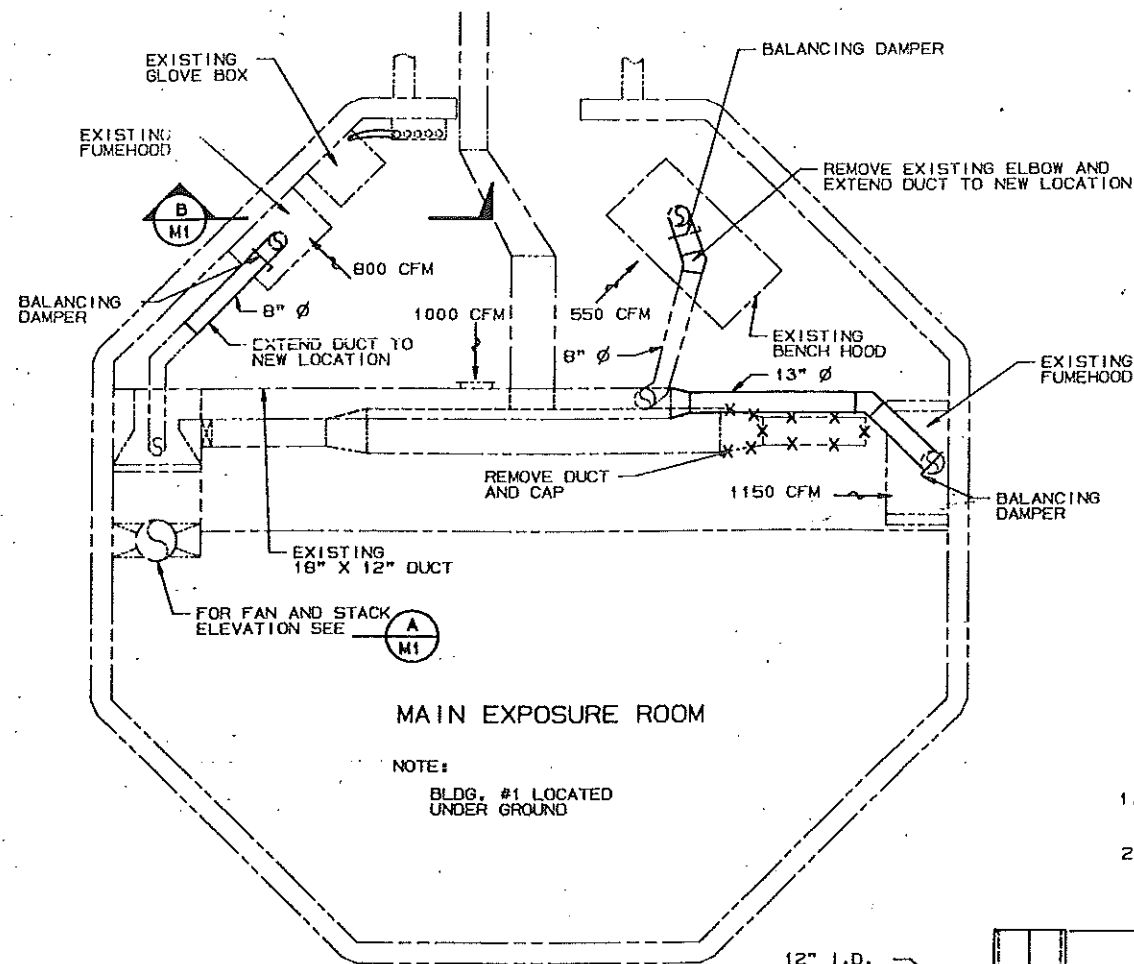 EXISTING
GLOVE BOX
BALANCING DAMPER
EXISTING
FUMEHOOD
REMOVE EXISTING ELBOW AND
EXTEND DUCT TO NEW LOCATION
B
M1
800 CFM
BALANCING
DAMPER
8" Ø
1000 CFM
550 CFM
EXTEND DUCT TO
NEW LOCATION
8" Ø
EXISTING
BENCH HOOD
13" Ø
EXISTING
FUMEHOOD
REMOVE DUCT
AND CAP
1150 CFM
BALANCING
DAMPER
EXISTING
18" X 12" DUCT
FOR FAN AND STACK
ELEVATION SEE
A
M1
MAIN EXPOSURE ROOM
NOTE:
BLDG. #1 LOCATED
UNDER GROUND
1.
2
12" I.D.